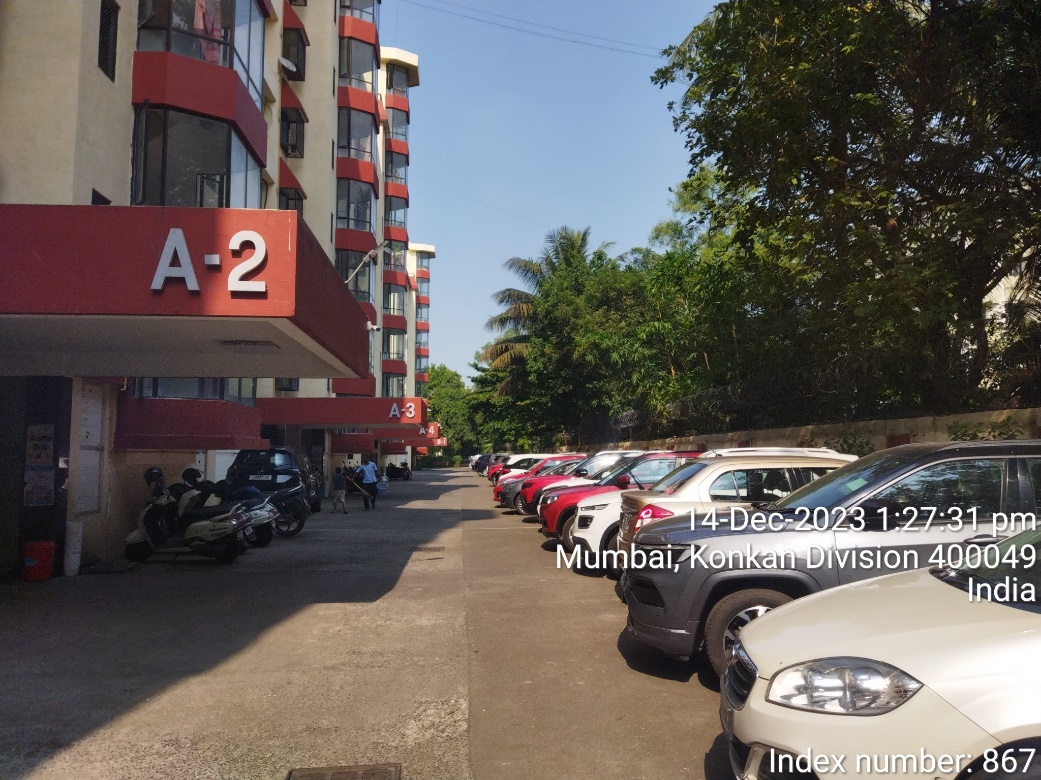 A-2
A-3
A-4
14-Dec-2023 1:27:31 pm
Mumbai, Konkan Division 400049
India
Index number: 867